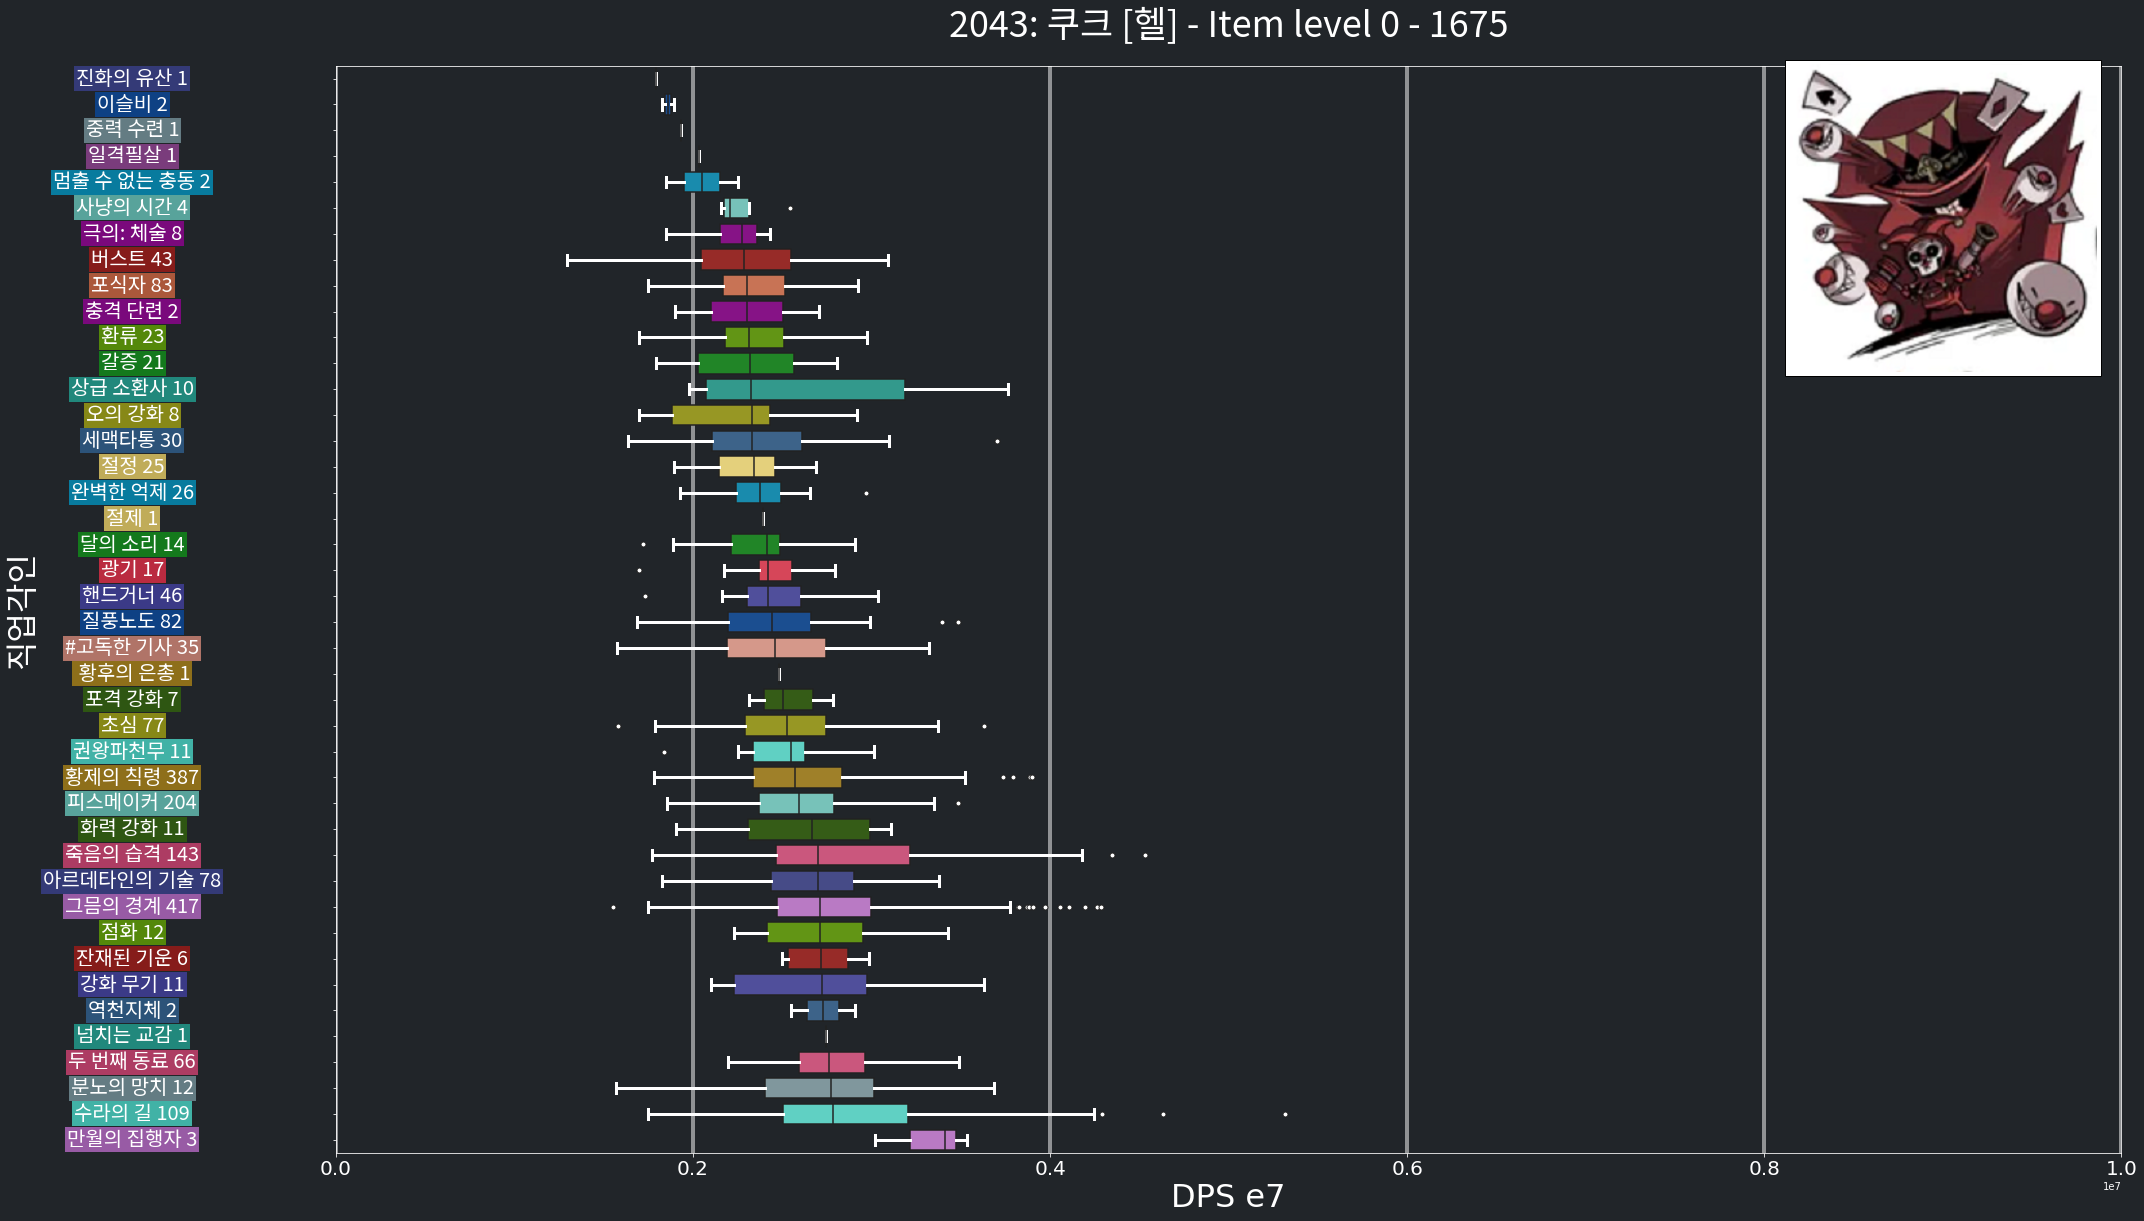 2043: 쿠크 [헬] - Item level 0 - 1675
직업각인
진화의 유산 1
이슬비 2
중력 수련 1
일격필살 1
멈출 수 없는 충동 2
사냥의 시간 4
극의: 체술 8
버스트 43
포식자 83
충격 단련 2
환류 23
갈증 21
상급 소환사 10
오의 강화 8
세맥타통 30
절정 25
완벽한 억제 26
절제 1
달의 소리 14
광기 17
핸드거너 46
질풍노도 82
#고독한 기사 35
황후의 은총 1
포격 강화 7
초심 77
권왕파천무 11
황제의 칙령 387
피스메이커 204
화력 강화 11
죽음의 습격 143
아르데타인의 기술 78
그믐의 경계 417
점화 12
잔재된 기운 6
강화 무기 11
역천지체 2
넘치는 교감 1
두 번째 동료 66
분노의 망치 12
수라의 길 109
만월의 집행자 3
0.0 0.2 0.4 0.6 0.8 1.0
1e7
DPS e7